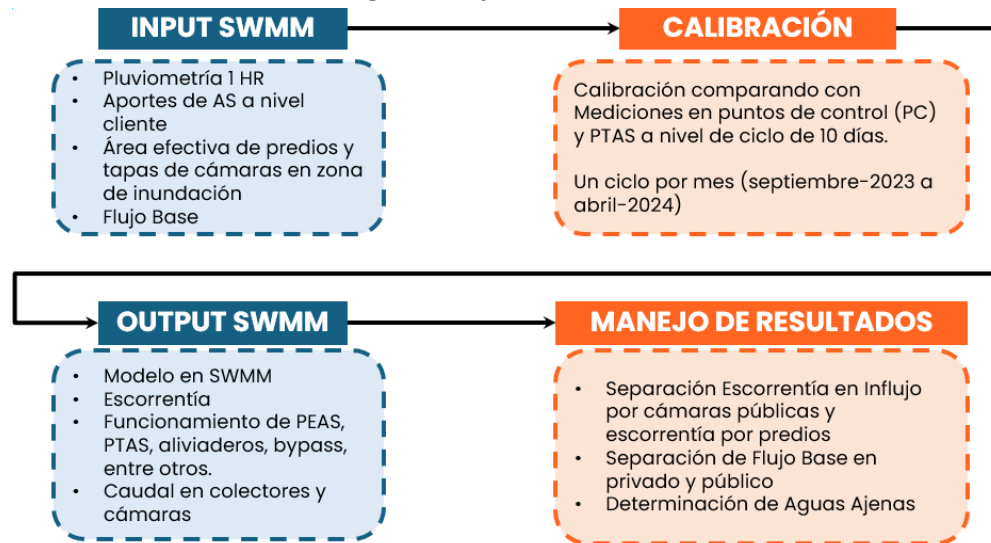 INPUT SWMM
• Pluviometría 1 HR
• Aportes de AS a nivel
cliente
• Área efectiva de predios y
tapas de cámaras en zona
de inundación
• Flujo Base
CALIBRACIÓN
Calibración comparando con
Mediciones en puntos de control (PC)
y PTAS a nivel de ciclo de 10 días.
Un ciclo por mes (septiembre-2023 a
abril-2024)
OUTPUT SWMM
• Modelo en SWMM
• Escorrentía
• Funcionamiento de PEAS,
PTAS, aliviaderos, bypass,
entre otros.
• Caudal en colectores y
cámaras
MANEJO DE RESULTADOS
• Separación Escorrentía en Influjo
por cámaras públicas y
escorrentía por predios
• Separación de Flujo Base en
privado y público
• Determinación de Aguas Ajenas